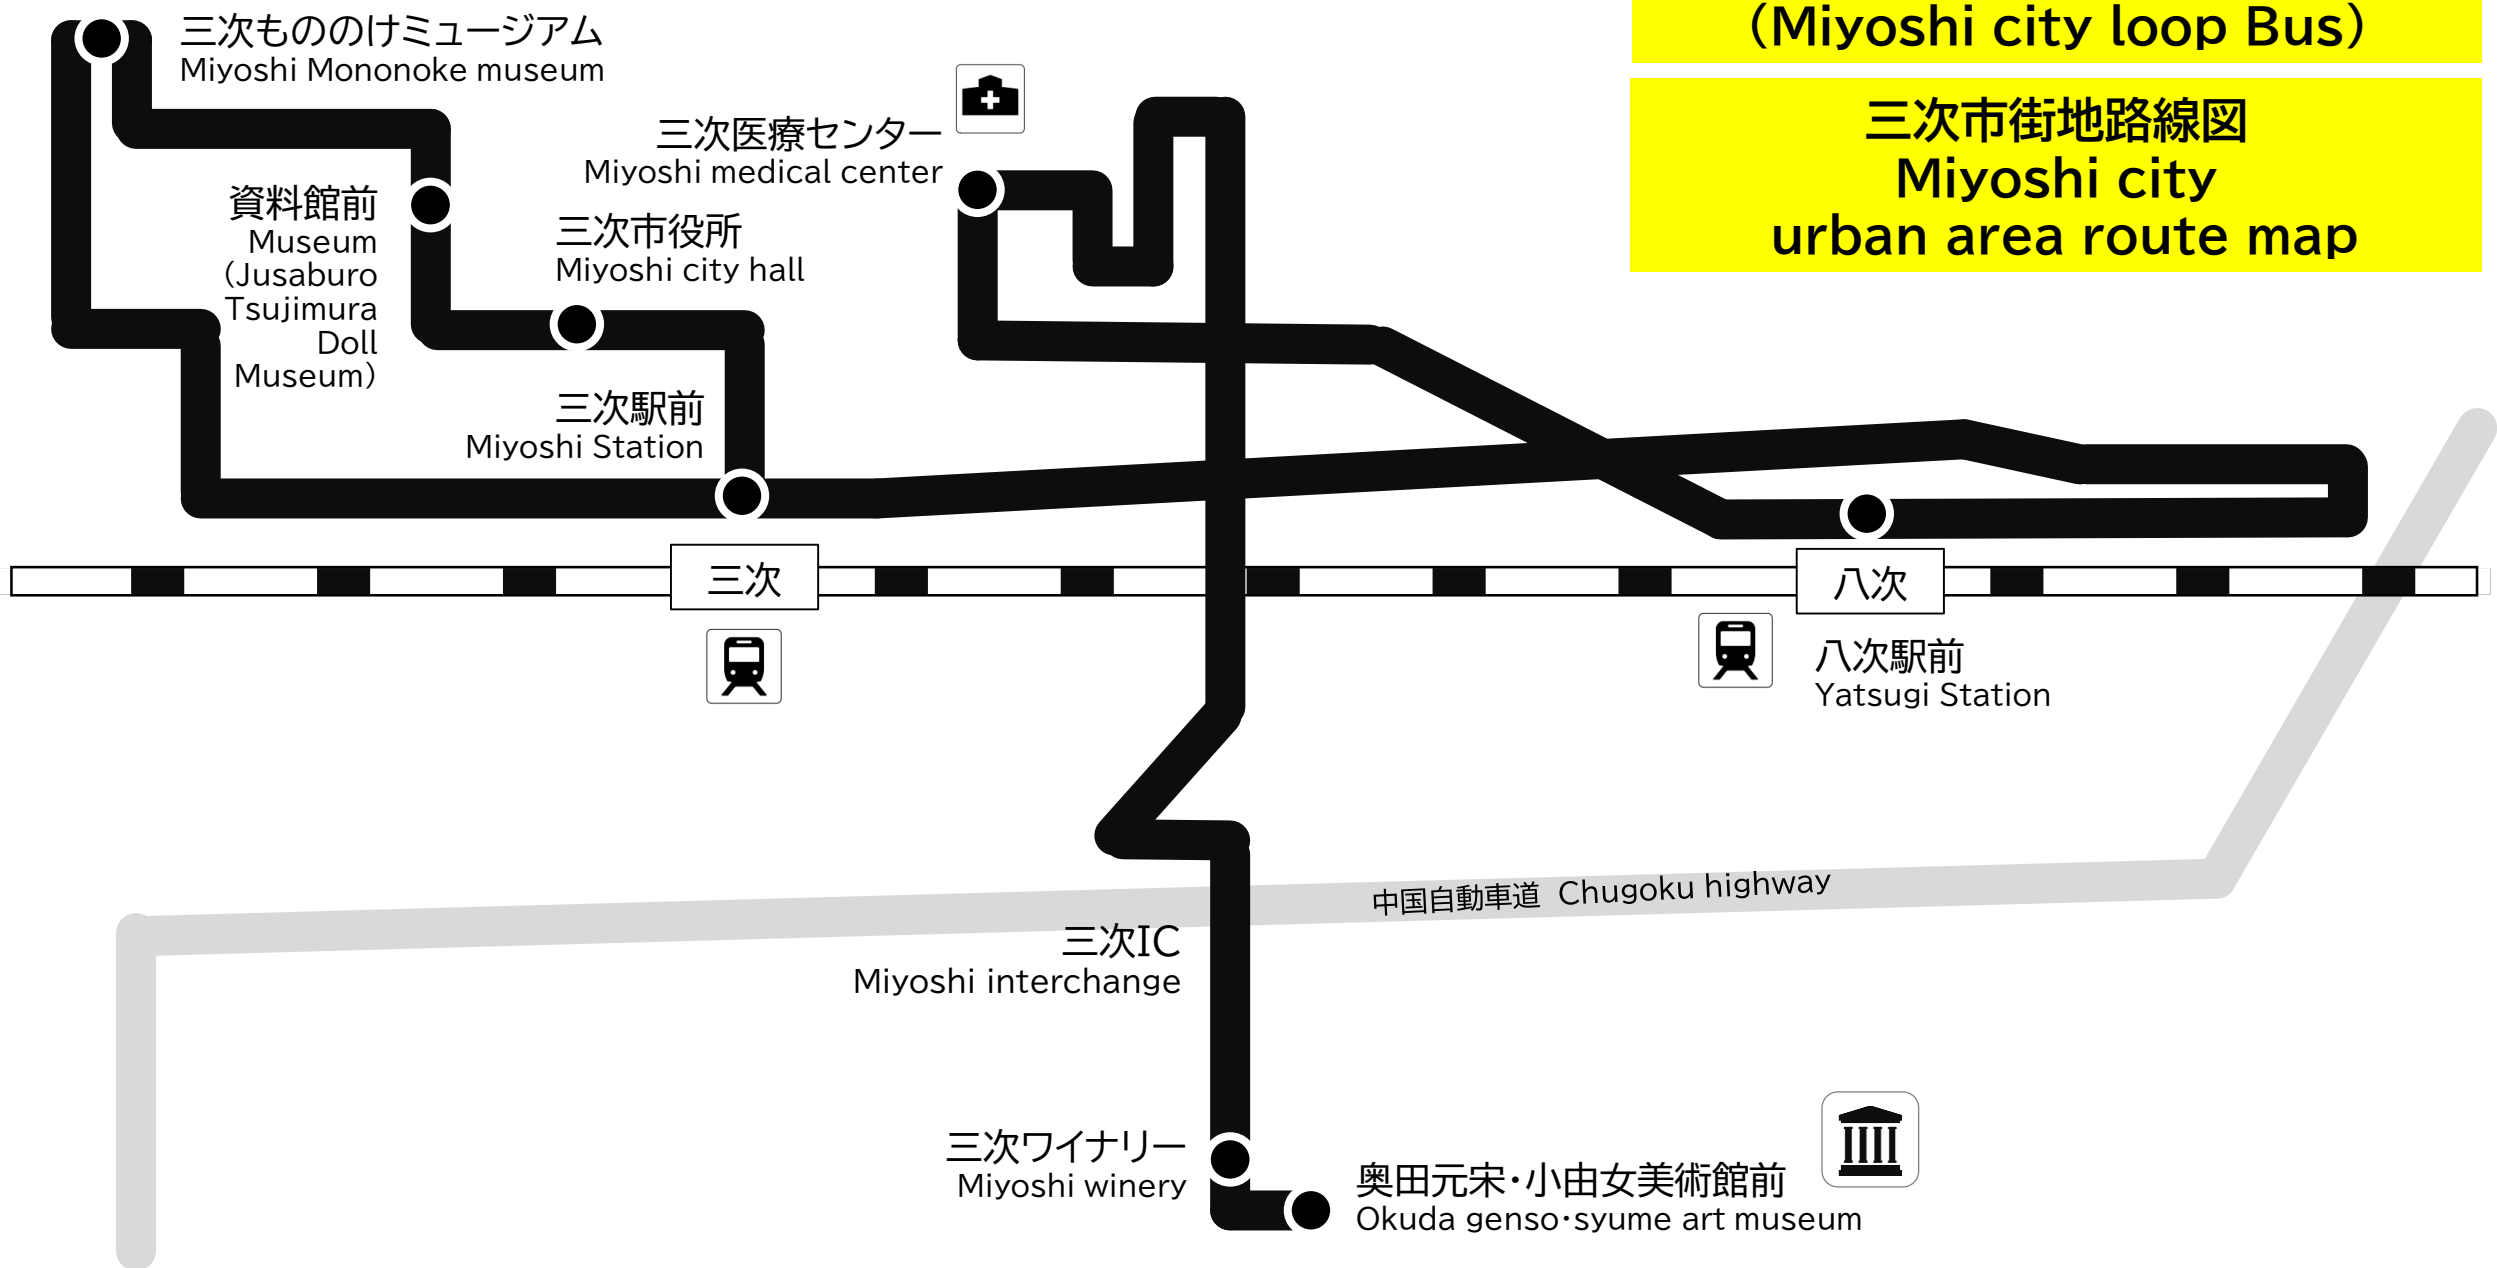 (Miyoshi city loop Bus)
三次市街地路線図
Miyoshi city
urban area route map
三次もののけミュージアム
Miyoshi Mononoke museum
三次医療センター
Miyoshi medical center
資料館前
Museum
(Jusaburo
Tsujimura
Doll
Museum)
三次市役所
Miyoshi city hall
三次駅前
Miyoshi Station
三次
八次
八次駅前
Yatsugi Station
中国自動車道 Chugoku highway
三次IC
Miyoshi interchange
三次ワイナリー
Miyoshi winery
奥田元宋・小由女美術館前
Okuda genso・syume art museum